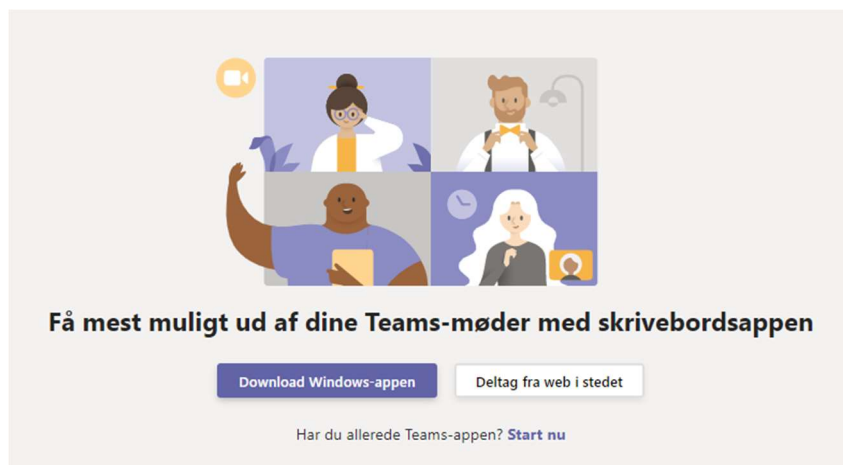 Få mest muligt ud af dine Teams-møder med skrivebordsappen
Download Windows-appen
Deltag fra web i stedet
Har du allerede Teams-appen? Start nu